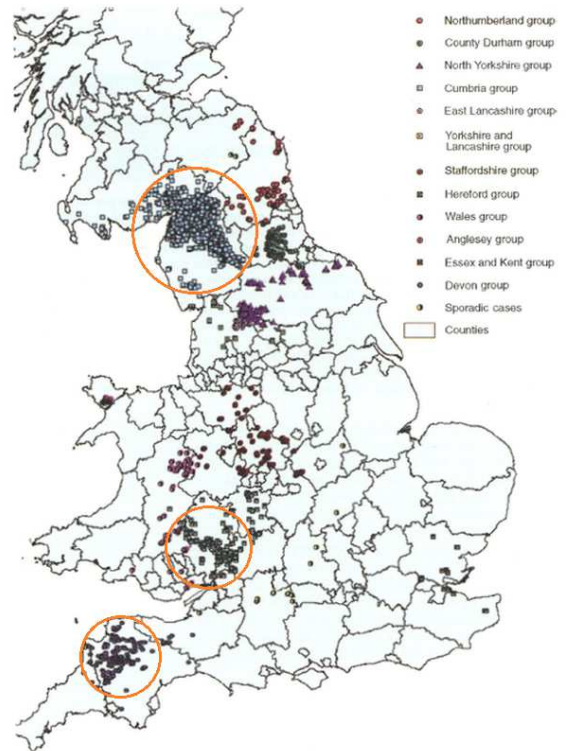 Northumberland group
County Durham group
North Yorkshire group
Cumbria group
East Lancashire group
Yorkshire and
Lancashire group
Staffordshire group
Hereford group
Wales group
Anglesey group
Essex and Kent group
Devon group
Sporadic cases
Counties